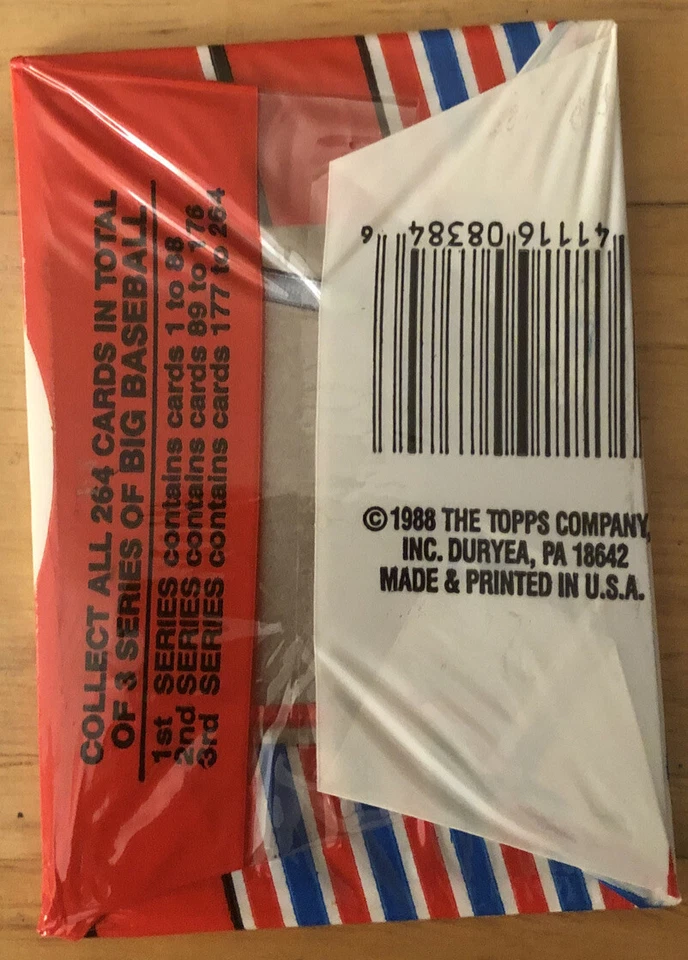 COLLECT ALL 264 CARDS IN TOTAL
OF 3 SERIES OF BIG BASEBALL
1st SERIES contains cards 1 to 88
2nd SERIES contains cards 89 to 176
3rd SERIES contains cards 177 to 264
41116 08384 6
© 1988 THE TOPPS COMPANY,
INC. DURYEA, PA 18642
MADE & PRINTED IN U.S.A.